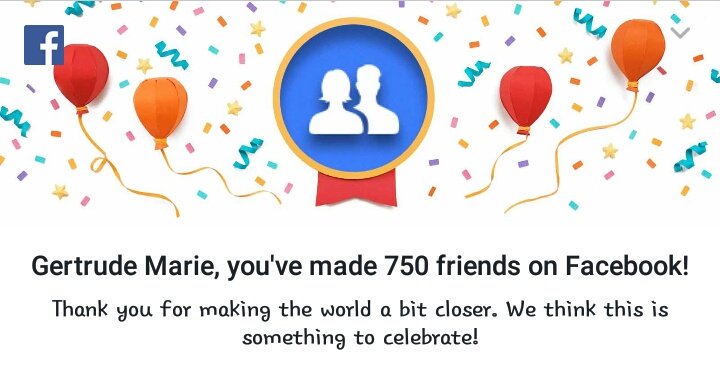 f
Gertrude Marie, you've made 750 friends on Facebook!
Thank you for making the world a bit closer. We think this is
something to celebrate!